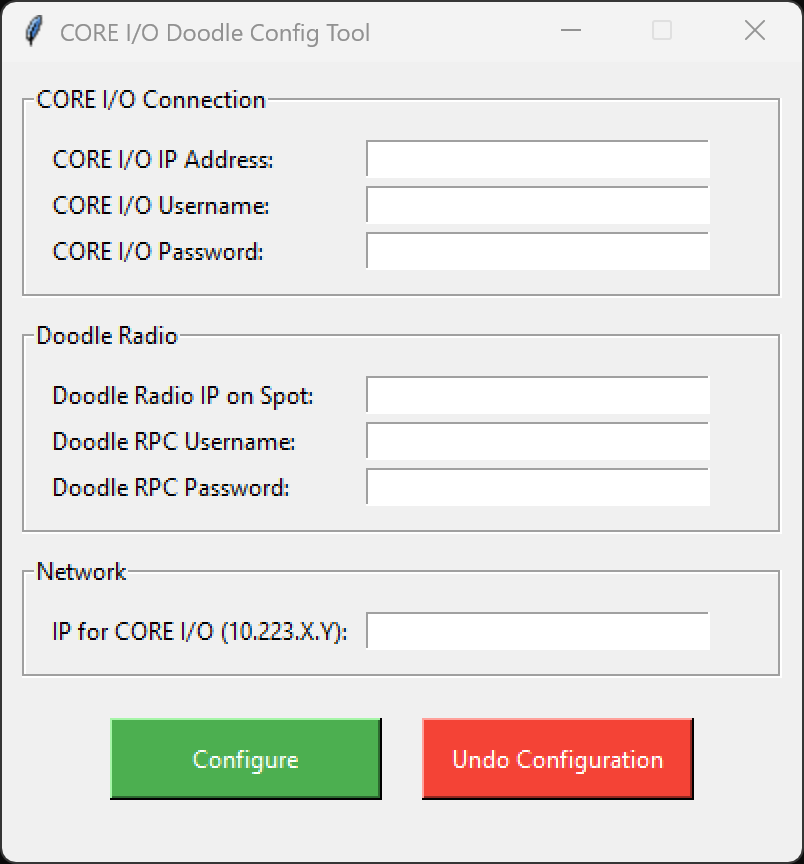 CORE I/O Doodle Config Tool
CORE I/O Connection
CORE I/O IP Address:
CORE I/O Username:
CORE I/O Password:
Doodle Radio
Doodle Radio IP on Spot:
Doodle RPC Username:
Doodle RPC Password:
Network
IP for CORE I/O (10.223.X.Y):
Configure
Undo Configuration